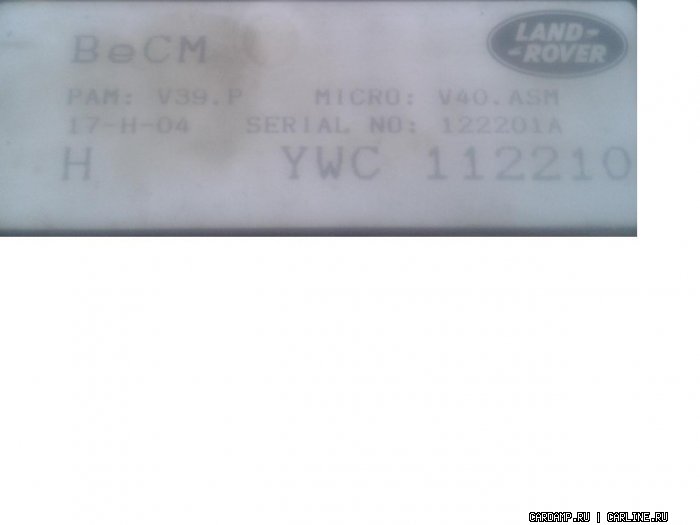 BeCM
LAND-
-ROVER
PAM: V39.P MICRO: V40.ASM
17-H-04 SERIAL NO: 122201A
H YWC 112210
CARDAMP.RU | CARLINE.RU